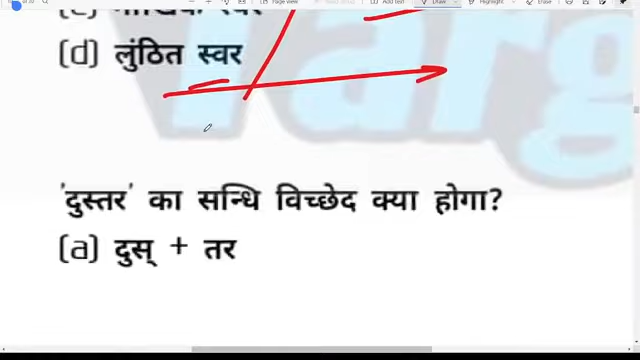 (d) लुंठित स्वर
'दुस्तर' का सन्धि विच्छेद क्या होगा?
(a) दुस् + तर